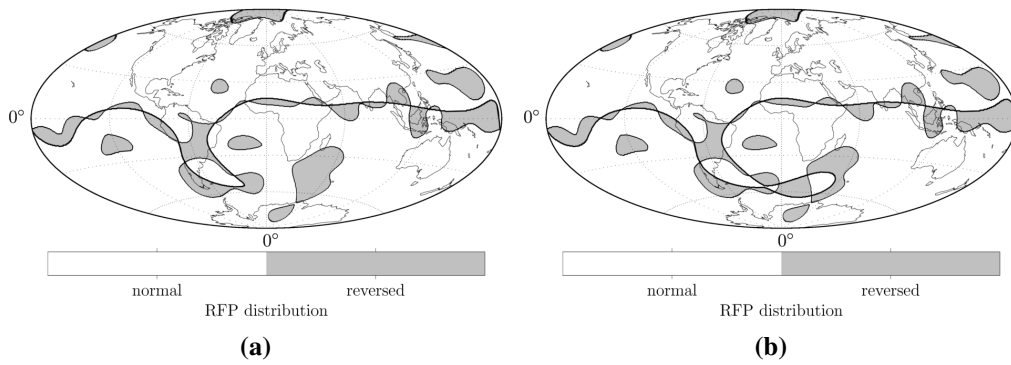 0°
0°
normal
reversed
RFP distribution
(a)
0°
0°
normal
reversed
RFP distribution
(b)